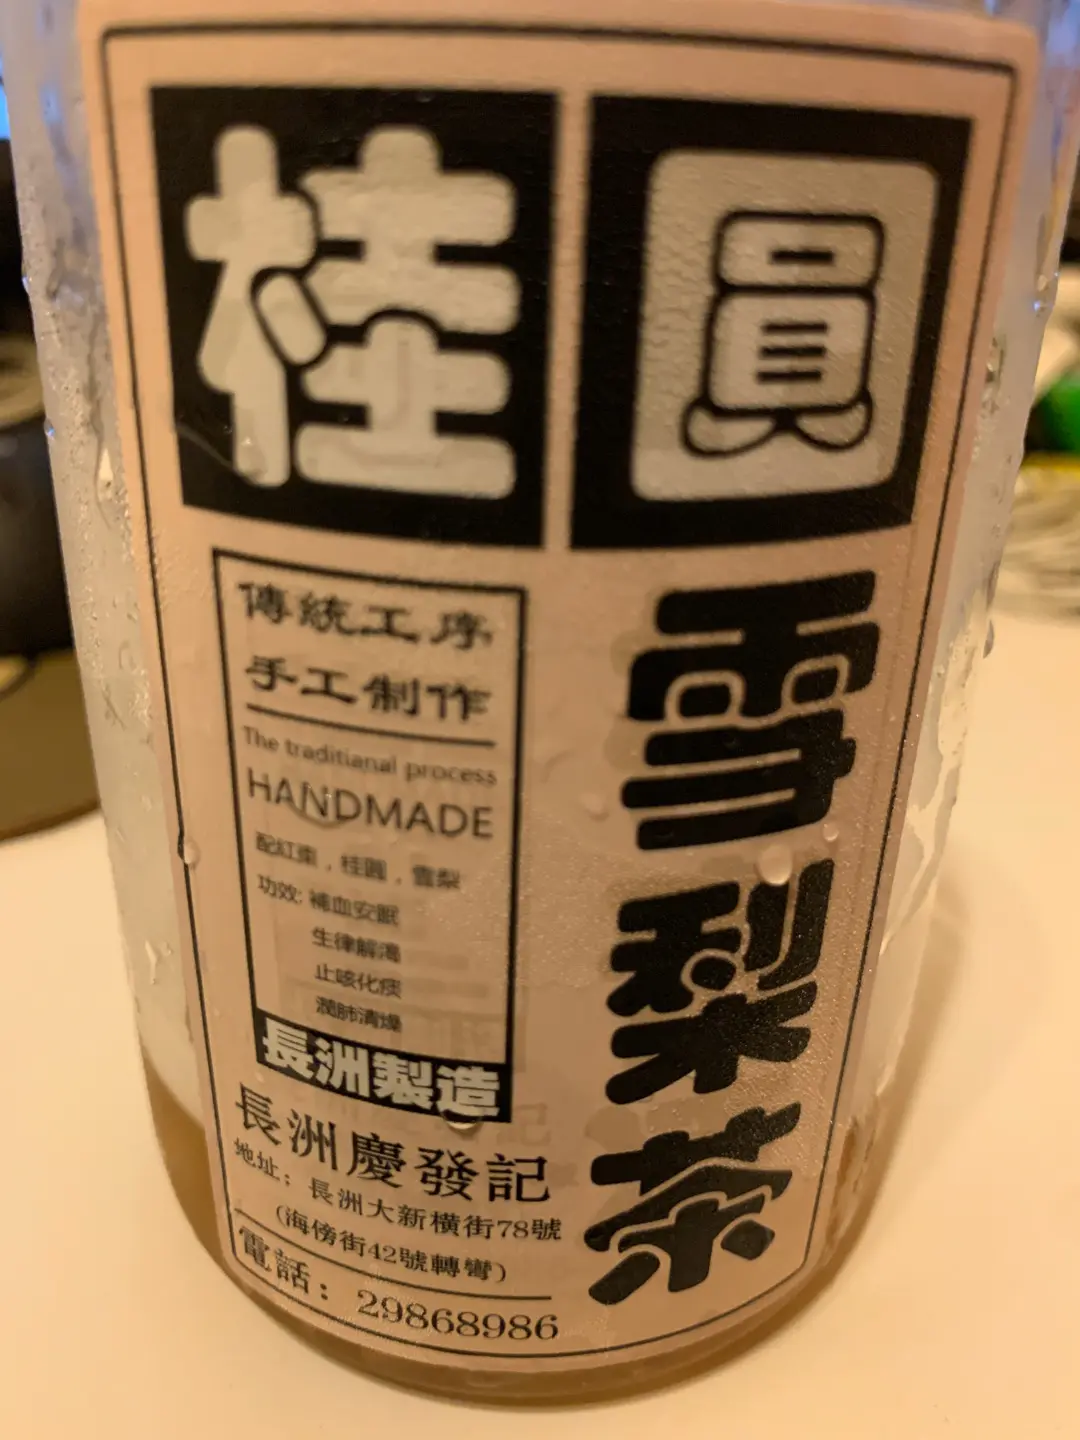 桂圓
雪梨茶
傳統工序
手工制作
The traditianal process
HANDMADE
配紅棗，桂圓，雪梨
功效: 補血安眠
生律解渴
止咳化痰
潤肺清燥
長洲製造
長洲慶發記
地址：長洲大新橫街78號
(海傍街42號轉彎)
電話：29868986